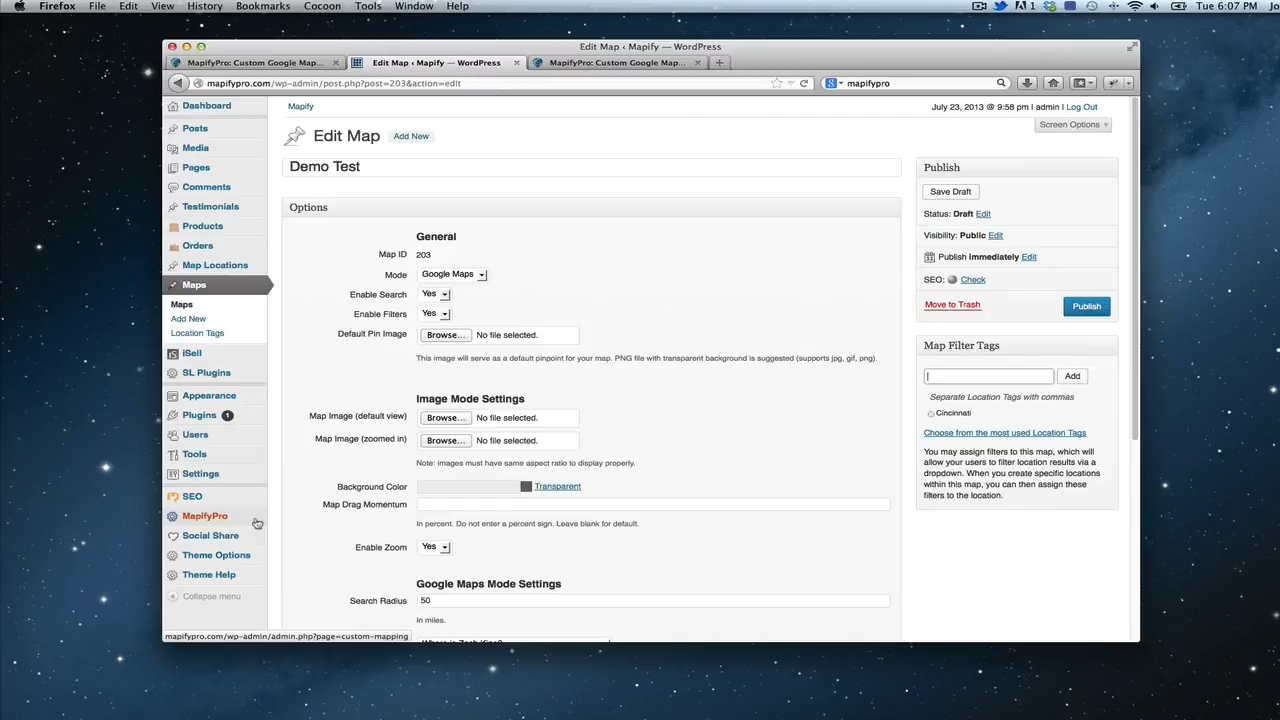 Firefox File Edit View History Bookmarks Cocoon Tools Window Help 1 Tue 6:07 PM Jo
Edit Map ‹ Mapify — WordPress
MapifyPro: Custom Google Map... Edit Map ‹ Mapify — WordPress MapifyPro: Custom Google Map...
mapifypro.com/wp-admin/post.php?post=203&action=edit mapifypro
Dashboard
Posts
Media
Pages
Comments
Testimonials
Products
Orders
Map Locations
Maps
Maps
Add New
Location Tags
iSell
SL Plugins
Appearance
Plugins 1
Users
Tools
Settings
SEO
MapifyPro
Social Share
Theme Options
Theme Help
Collapse menu
mapifypro.com/wp-admin/admin.php?page=custom-mapping
Mapify
July 23, 2013 @ 9:58 pm | admin | Log Out
Screen Options
Edit Map Add New
Demo Test
Options
General
Map ID 203
Mode Google Maps
Enable Search Yes
Enable Filters Yes
Default Pin Image Browse... No file selected.
This image will serve as a default pinpoint for your map. PNG file with transparent background is suggested (supports jpg, gif, png).
Image Mode Settings
Map Image (default view) Browse... No file selected.
Map Image (zoomed in) Browse... No file selected.
Note: images must have same aspect ratio to display properly.
Background Color Transparent
Map Drag Momentum
In percent. Do not enter a percent sign. Leave blank for default.
Enable Zoom Yes
Google Maps Mode Settings
Search Radius 50
In miles.
Publish
Save Draft
Status: Draft Edit
Visibility: Public Edit
Publish immediately Edit
SEO: Check
Move to Trash Publish
Map Filter Tags
Add
Separate Location Tags with commas
Cincinnati
Choose from the most used Location Tags
You may assign filters to this map, which will
allow your users to filter location results via a
dropdown. When you create specific locations
within this map, you can then assign these
filters to the location.